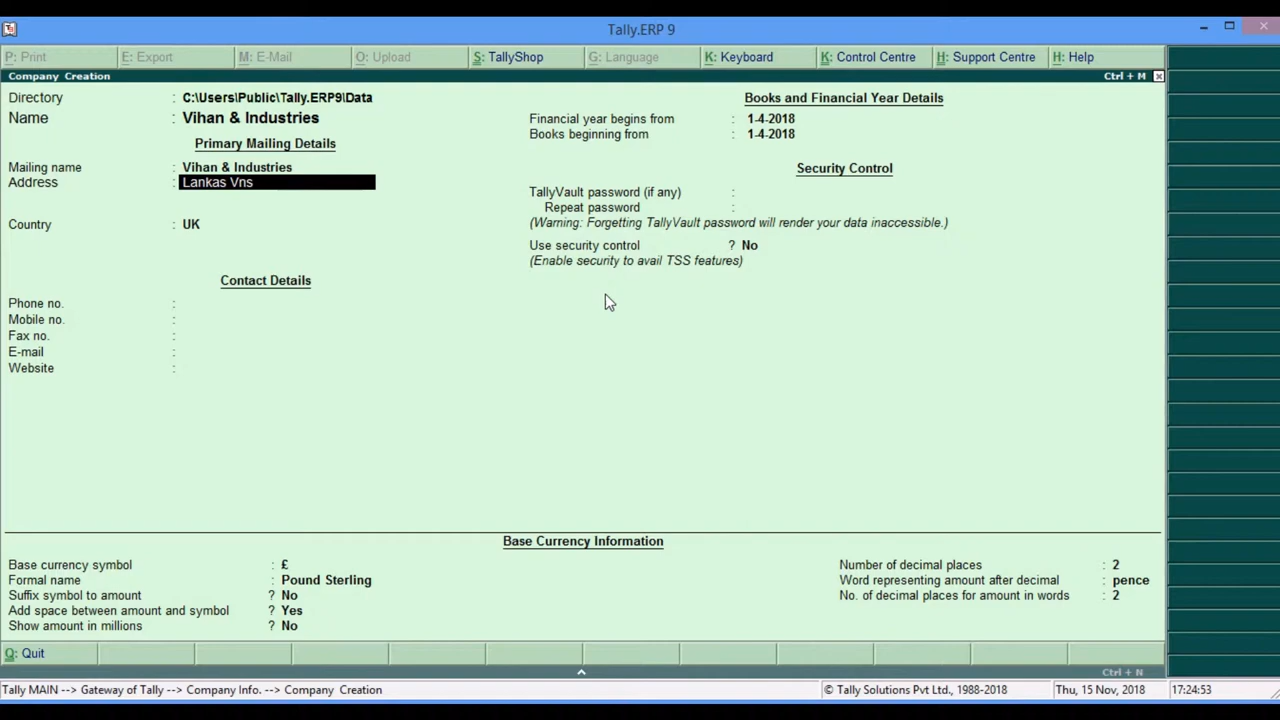 Tally.ERP 9
P: Print
E: Export
M: E-Mail
O: Upload
S: TallyShop
G: Language
K: Keyboard
K: Control Centre
H: Support Centre
H: Help
Company Creation
Ctrl + M
Directory : C:\Users\Public\Tally.ERP9\Data
Name : Vihan & Industries
Primary Mailing Details
Mailing name : Vihan & Industries
Address : Lankas Vns
Country : UK
Contact Details
Phone no. :
Mobile no. :
Fax no. :
E-mail :
Website :
Books and Financial Year Details
Financial year begins from : 1-4-2018
Books beginning from : 1-4-2018
Security Control
TallyVault password (if any) :
Repeat password :
(Warning: Forgetting TallyVault password will render your data inaccessible.)
Use security control ? No
(Enable security to avail TSS features)
Base Currency Information
Base currency symbol : £
Formal name : Pound Sterling
Suffix symbol to amount ? No
Add space between amount and symbol ? Yes
Show amount in millions ? No
Number of decimal places : 2
Word representing amount after decimal : pence
No. of decimal places for amount in words : 2
Q: Quit
Ctrl + N
Tally MAIN --> Gateway of Tally --> Company Info. --> Company Creation
© Tally Solutions Pvt Ltd., 1988-2018
Thu, 15 Nov, 2018
17:24:53